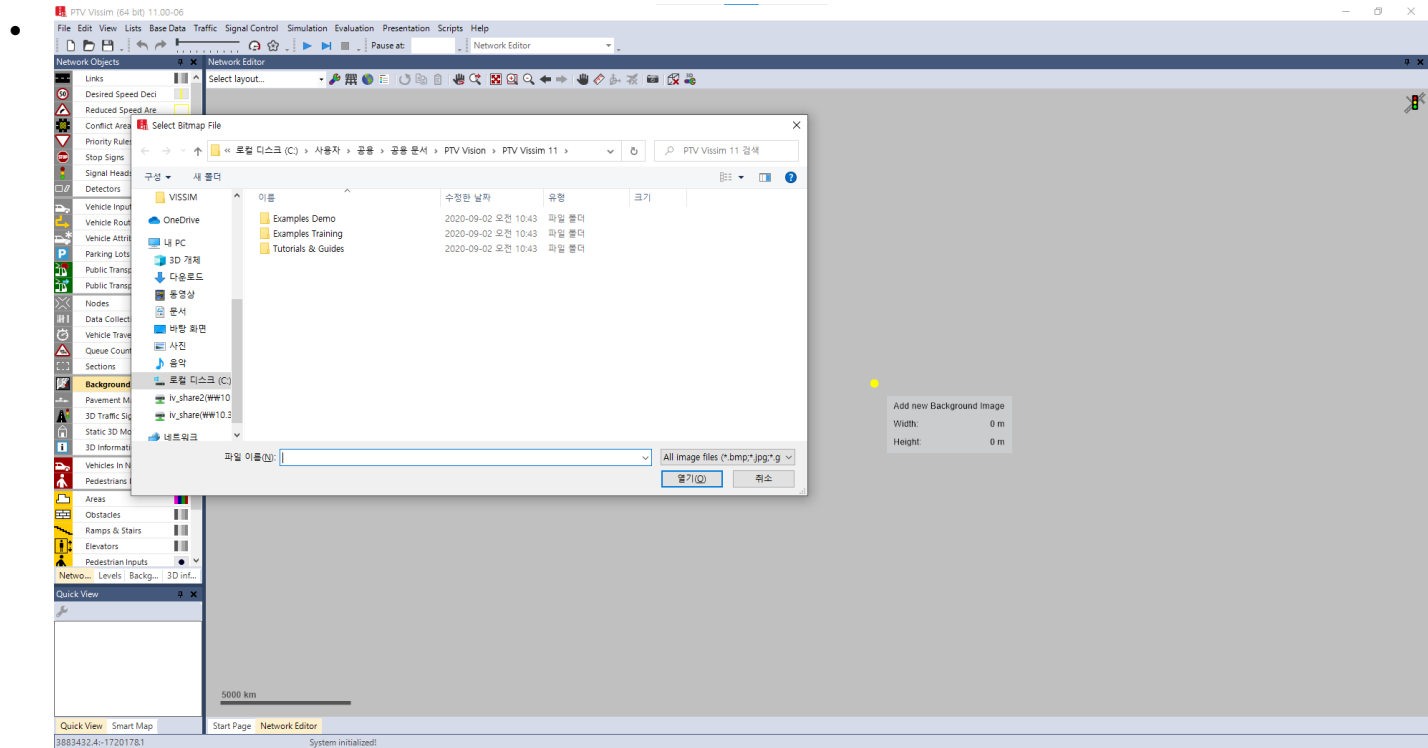 PTV Vissim (64 bit) 11.00-06
File Edit View Lists Base Data Traffic Signal Control Simulation Evaluation Presentation Scripts Help
Pause at: Network Editor
Network Objects
Network Editor
Links
Select layout...
Desired Speed Deci
Reduced Speed Are
Conflict Area
Priority Rules
Stop Signs
Signal Heads
Detectors
Vehicle Input
Vehicle Rout
Vehicle Attrib
Parking Lots
Public Transp
Public Transp
Nodes
Data Collect
Vehicle Trave
Queue Count
Sections
Background
Pavement M
3D Traffic Sig
Static 3D Mo
3D Informati
Vehicles In N
Pedestrians I
Areas
Obstacles
Ramps & Stairs
Elevators
Pedestrian Inputs
Netwo... Levels Backg... 3D inf...
Select Bitmap File
« 로컬 디스크 (C:) › 사용자 › 공용 › 공용 문서 › PTV Vision › PTV Vissim 11 ›
PTV Vissim 11 검색
구성 새 폴더
VISSIM
OneDrive
내 PC
3D 개체
다운로드
동영상
문서
바탕 화면
사진
음악
로컬 디스크 (C:)
iv_share2(₩₩10
iv_share(₩₩10.3
네트워크
이름 수정한 날짜 유형 크기
Examples Demo 2020-09-02 오전 10:43 파일 폴더
Examples Training 2020-09-02 오전 10:43 파일 폴더
Tutorials & Guides 2020-09-02 오전 10:43 파일 폴더
파일 이름(N):
All image files (*.bmp;*.jpg;*.g
열기(O) 취소
Add new Background Image
Width: 0 m
Height: 0 m
Quick View
5000 km
Quick View Smart Map
Start Page Network Editor
3883432.4:-1720178.1
System initialized!